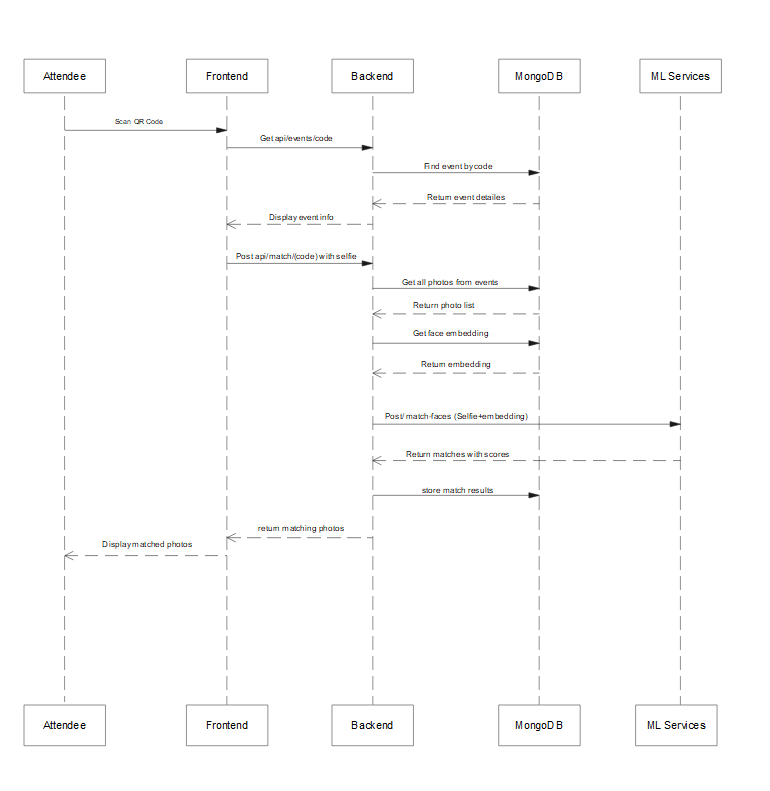 Attendee
Frontend
Backend
MongoDB
ML Services
Scan QR Code
Get api/events/code
Find event by code
Return event detailes
Display event info
Post api/match/(code) with selfie
Get all photos from events
Return photo list
Get face embedding
Return embedding
Post/ match-faces (Selfie+embedding)
Return matches with scores
store match results
return matching photos
Display matched photos
Attendee
Frontend
Backend
MongoDB
ML Services